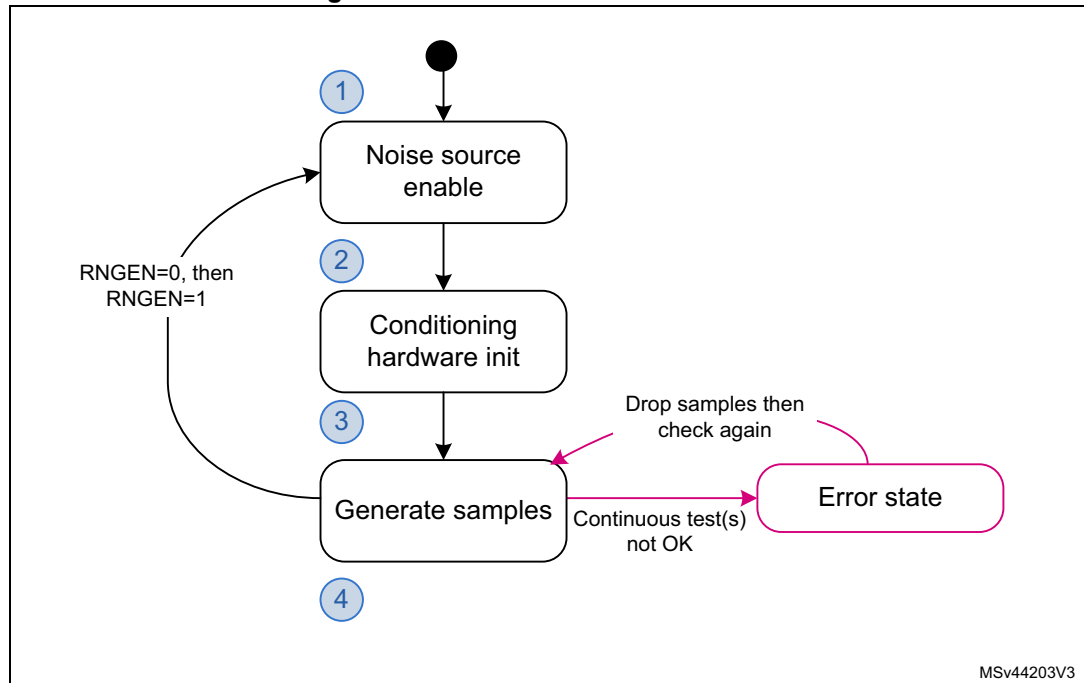 1
Noise source
enable
2
RNGEN=0, then
RNGEN=1
Conditioning
hardware init
3
Drop samples then
check again
Generate samples
Continuous test(s)
not OK
Error state
4
MSv44203V3